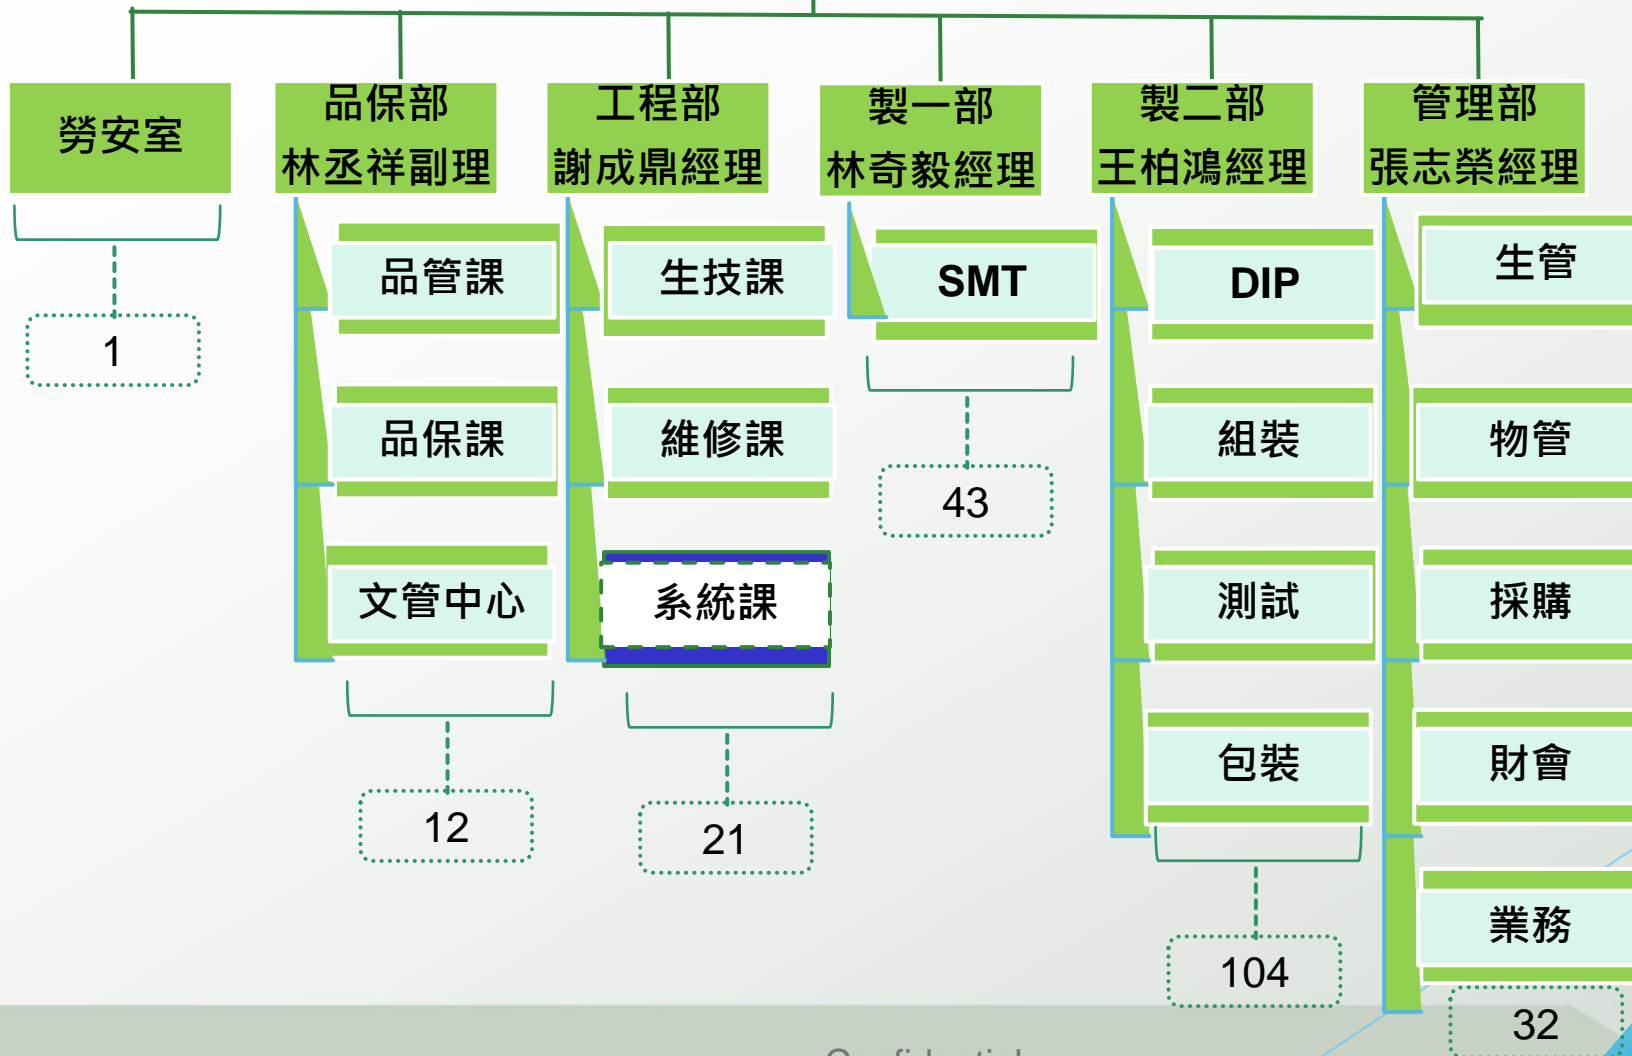 勞安室
1
品保部
林丞祥副理
品管課
品保課
文管中心
12
工程部
謝成鼎經理
生技課
維修課
系統課
21
製一部
林奇毅經理
SMT
43
製二部
王柏鴻經理
DIP
組裝
測試
包裝
104
管理部
張志榮經理
生管
物管
採購
財會
業務
32
Confidential